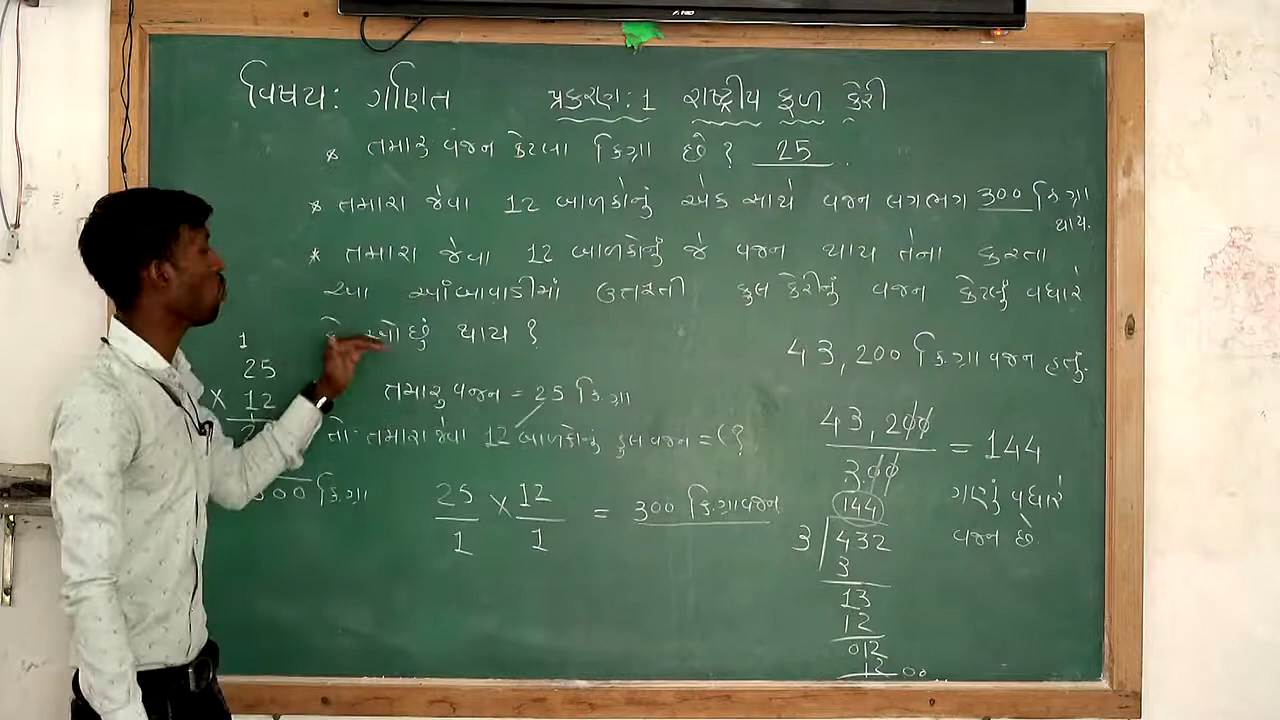 વિષય: ગણિત
પ્રકરણ: 1 રાષ્ટ્રીય ફળ કેરી
* તમારુ વજન કેટલા કિગ્રા છે ? 25.
* તમારા જેવા 12 બાળકોનું એક સાથે વજન લગભગ 300 કિગ્રા
થાય.
* તમારા જેવા 12 બાળકોનું જે વજન થાય તેના કરતા
આ આંબાવાડીમાં ઉતરતી કુલ કેરીનું વજન કેટલું વધારે
ઓછું થાય ?
તમારુ વજન = 25 કિગ્રા
તો તમારા જેવા 12 બાળકોનું કુલ વજન = (?
25/1 × 12/1 = 300 કિગ્રા વજન
1
25
× 12
300 કિગ્રા
43,200 કિગ્રા વજન હતું.
43,200/300 = 144
ગણું વધારે
વજન છે.
144
3 432
3
13
12
012
12
00